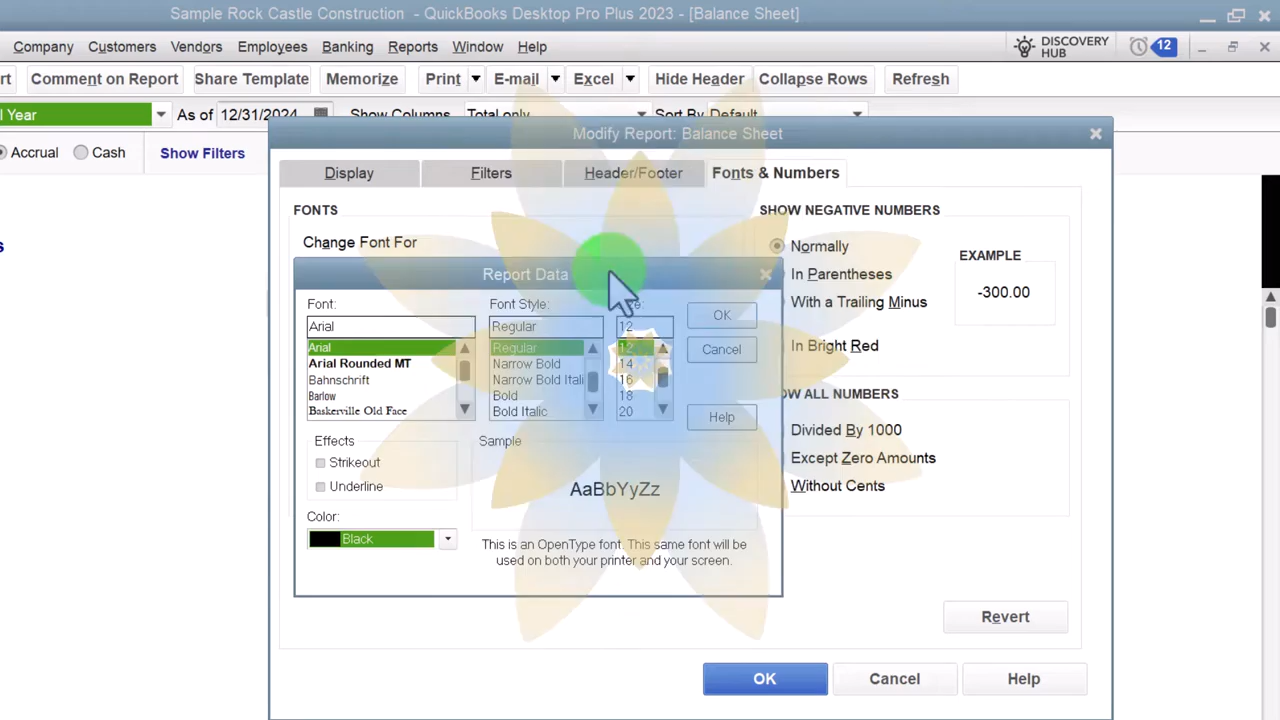 Sample Rock Castle Construction - QuickBooks Desktop Pro Plus 2023 - [Balance Sheet]
Company Customers Vendors Employees Banking Reports Window Help DISCOVERY HUB 12
rt Comment on Report Share Template Memorize Print E-mail Excel Hide Header Collapse Rows Refresh
l Year As of 12/31/2024 Show Columns Total only Sort By Default
Accrual Cash Show Filters
Modify Report: Balance Sheet
Display Filters Header/Footer Fonts & Numbers
FONTS
Change Font For
SHOW NEGATIVE NUMBERS
Normally
In Parentheses
With a Trailing Minus
In Bright Red
EXAMPLE
-300.00
Report Data
Font: Font Style: e:
Arial Regular 12
Arial Regular 12
Arial Rounded MT Narrow Bold 14
Bahnschrift Narrow Bold Itali 16
Barlow Bold 18
Baskerville Old Face Bold Italic 20
OK
Cancel
Help
Effects
Strikeout
Underline
Color:
Black
Sample
AaBbYyZz
This is an OpenType font. This same font will be
used on both your printer and your screen.
OW ALL NUMBERS
Divided By 1000
Except Zero Amounts
Without Cents
Revert
OK Cancel Help
s